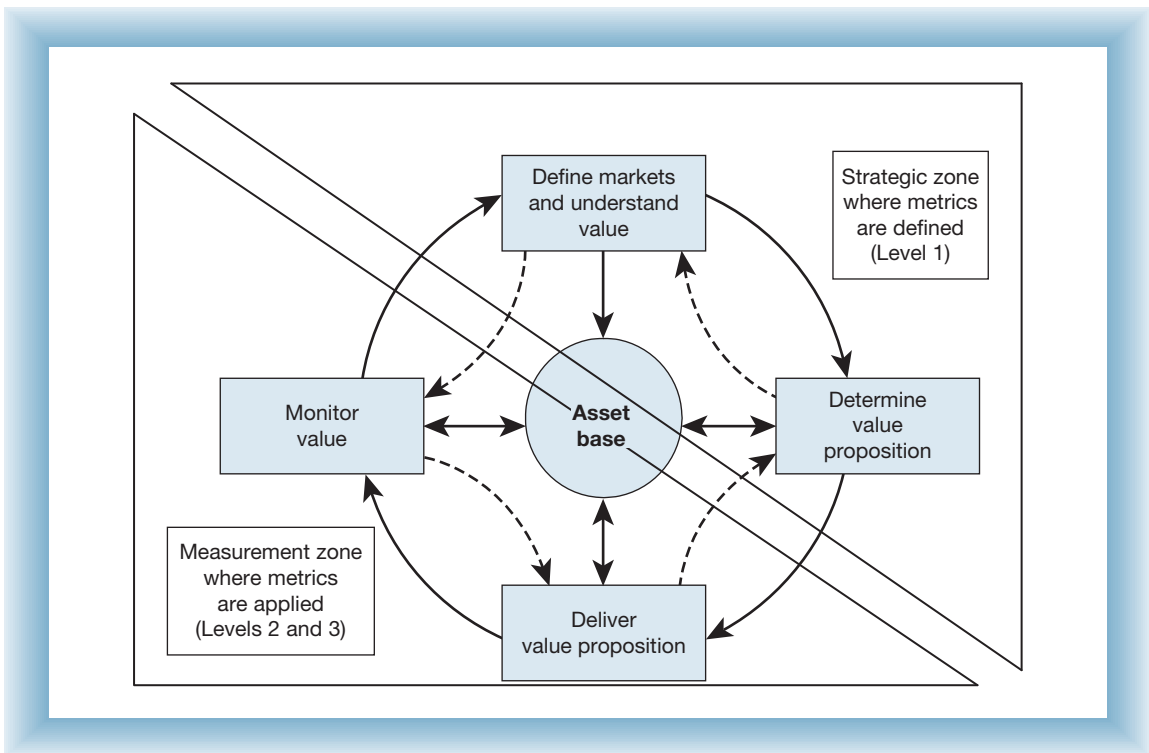 Define markets
and understand
value
Strategic zone
where metrics
are defined
(Level 1)
Monitor
value
Asset
base
Determine
value
proposition
Measurement zone
where metrics
are applied
(Levels 2 and 3)
Deliver
value proposition